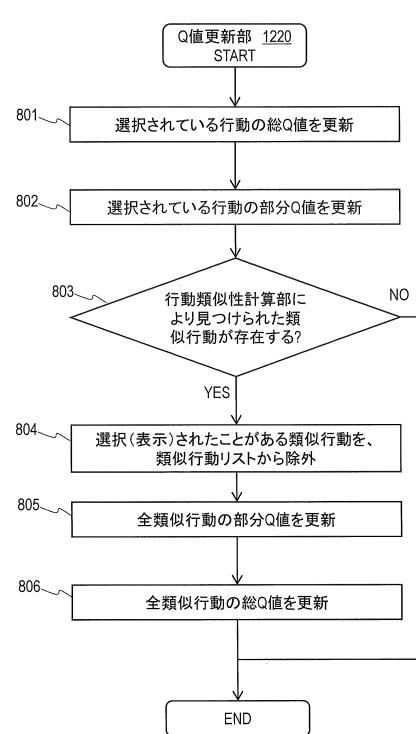 Q値更新部 1220
START
801
選択されている行動の総Q値を更新
802
選択されている行動の部分Q値を更新
803
行動類似性計算部に
より見つけられた類
似行動が存在する?
NO
YES
804
選択(表示)されたことがある類似行動を、
類似行動リストから除外
805
全類似行動の部分Q値を更新
806
全類似行動の総Q値を更新
END